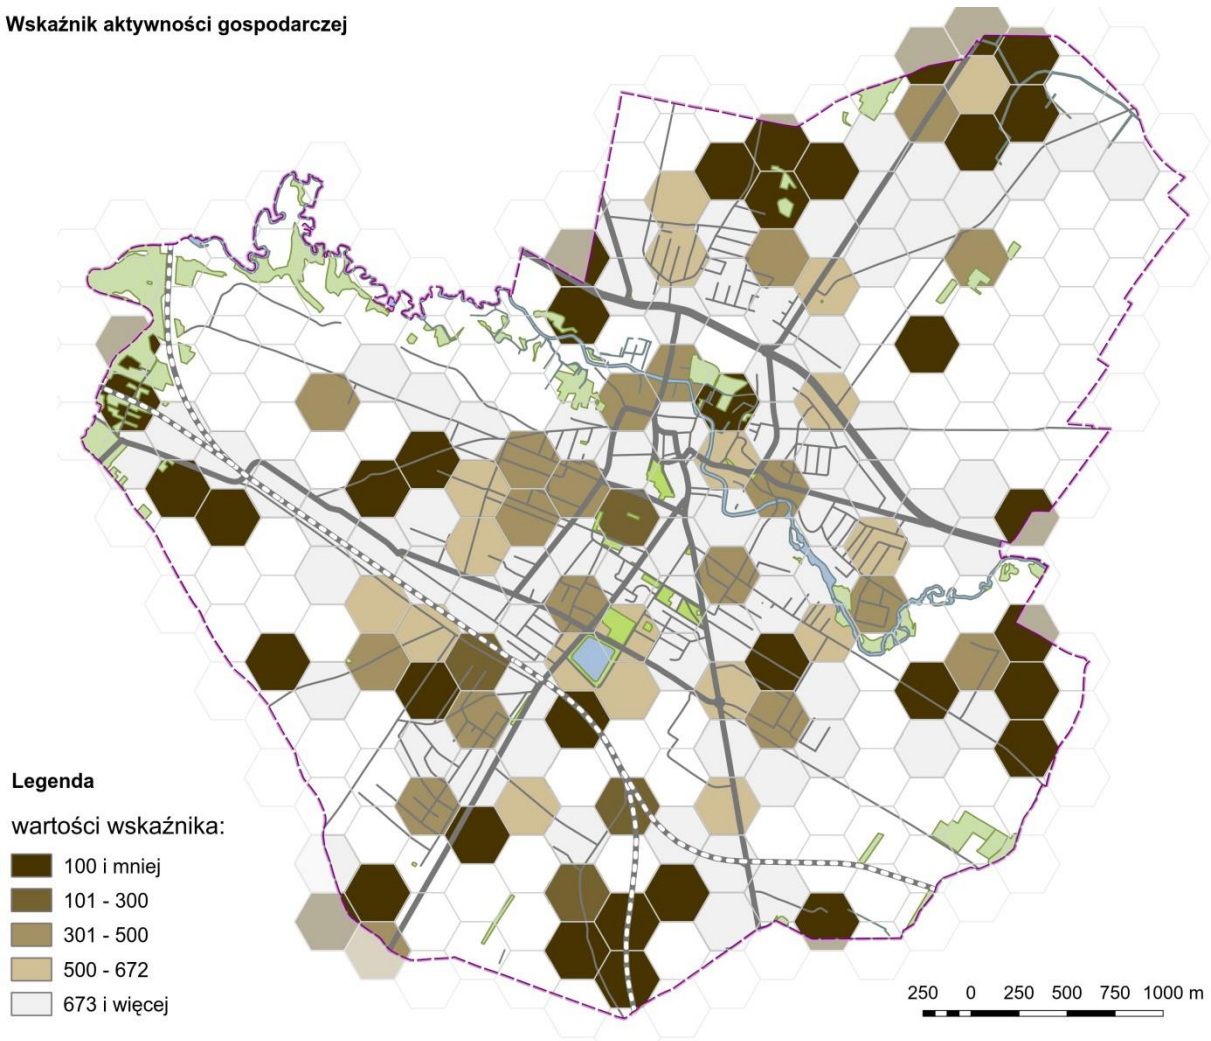 Wskaźnik aktywności gospodarczej
Legenda
wartości wskaźnika:
100 i mniej
101 - 300
301 - 500
500 - 672
673 i więcej
250 0 250 500 750 1000 m